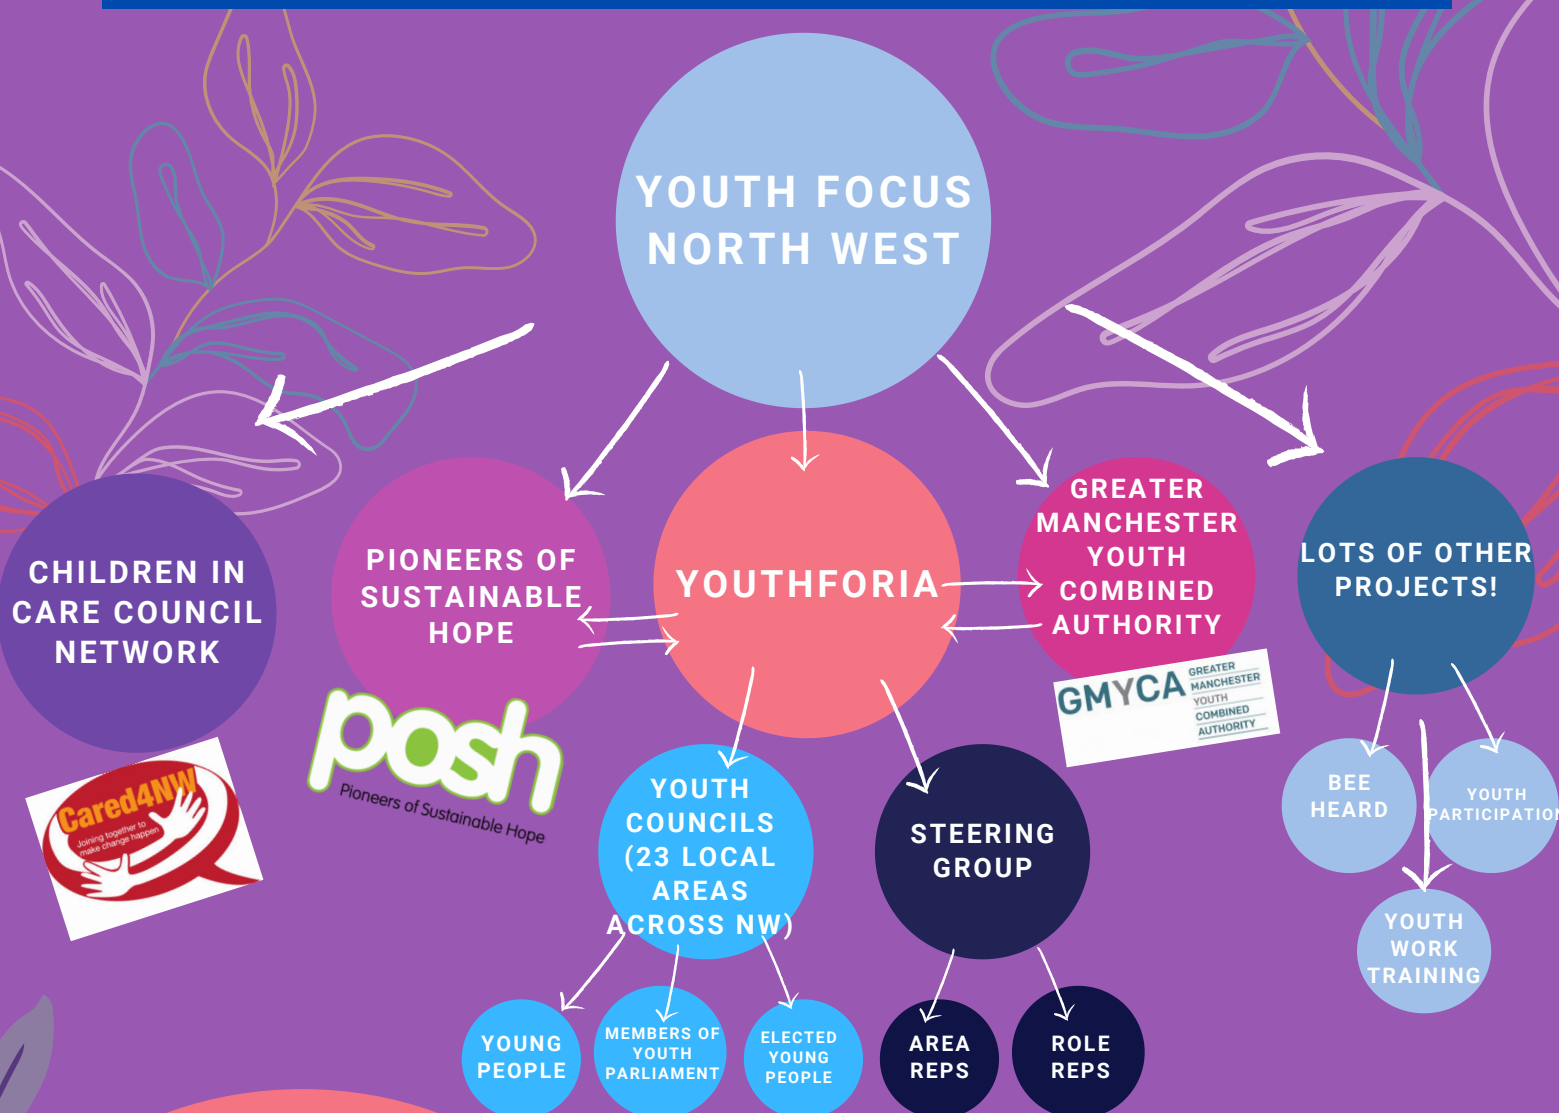 YOUTH FOCUS
NORTH WEST
CHILDREN IN
CARE COUNCIL
NETWORK
PIONEERS OF
SUSTAINABLE
HOPE
YOUTHFORIA
GREATER
MANCHESTER
YOUTH
COMBINED
AUTHORITY
LOTS OF OTHER
PROJECTS!
Cared4NW
Joining together to
make change happen
posh
Pioneers of Sustainable Hope
GMYCA
GREATER
MANCHESTER
YOUTH
COMBINED
AUTHORITY
YOUTH
COUNCILS
(23 LOCAL
AREAS
ACROSS NW)
STEERING
GROUP
BEE
HEARD
YOUTH
PARTICIPATION
YOUTH
WORK
TRAINING
YOUNG
PEOPLE
MEMBERS OF
YOUTH
PARLIAMENT
ELECTED
YOUNG
PEOPLE
AREA
REPS
ROLE
REPS